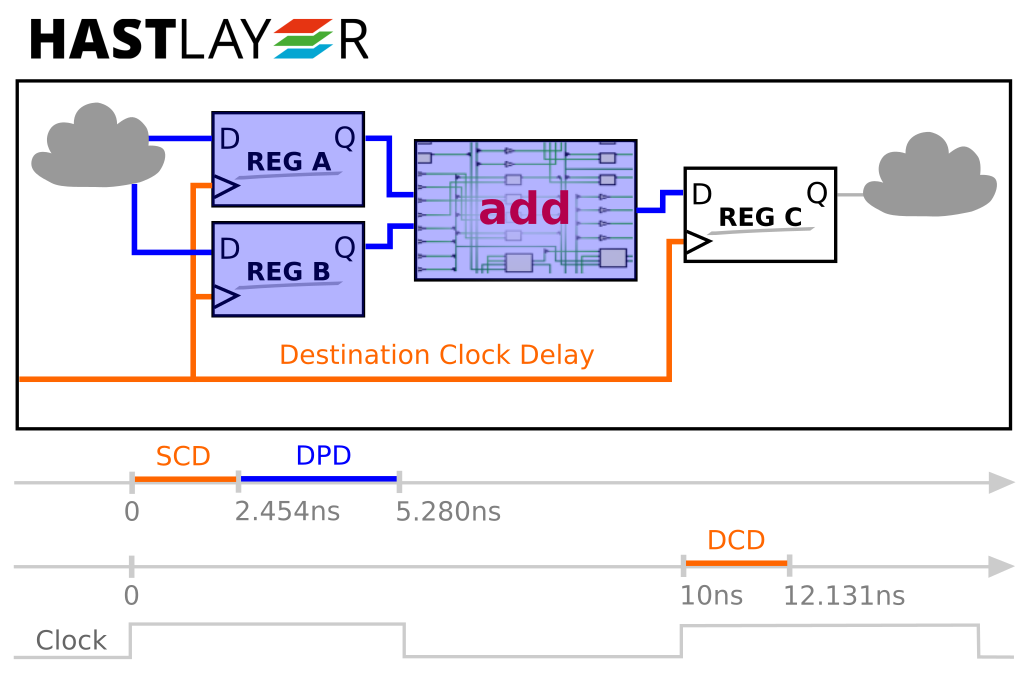 HASTLAYER
D Q
REG A
D Q
REG B
add
D Q
REG C
Destination Clock Delay
SCD DPD
0 2.454ns 5.280ns
DCD
0 10ns 12.131ns
Clock